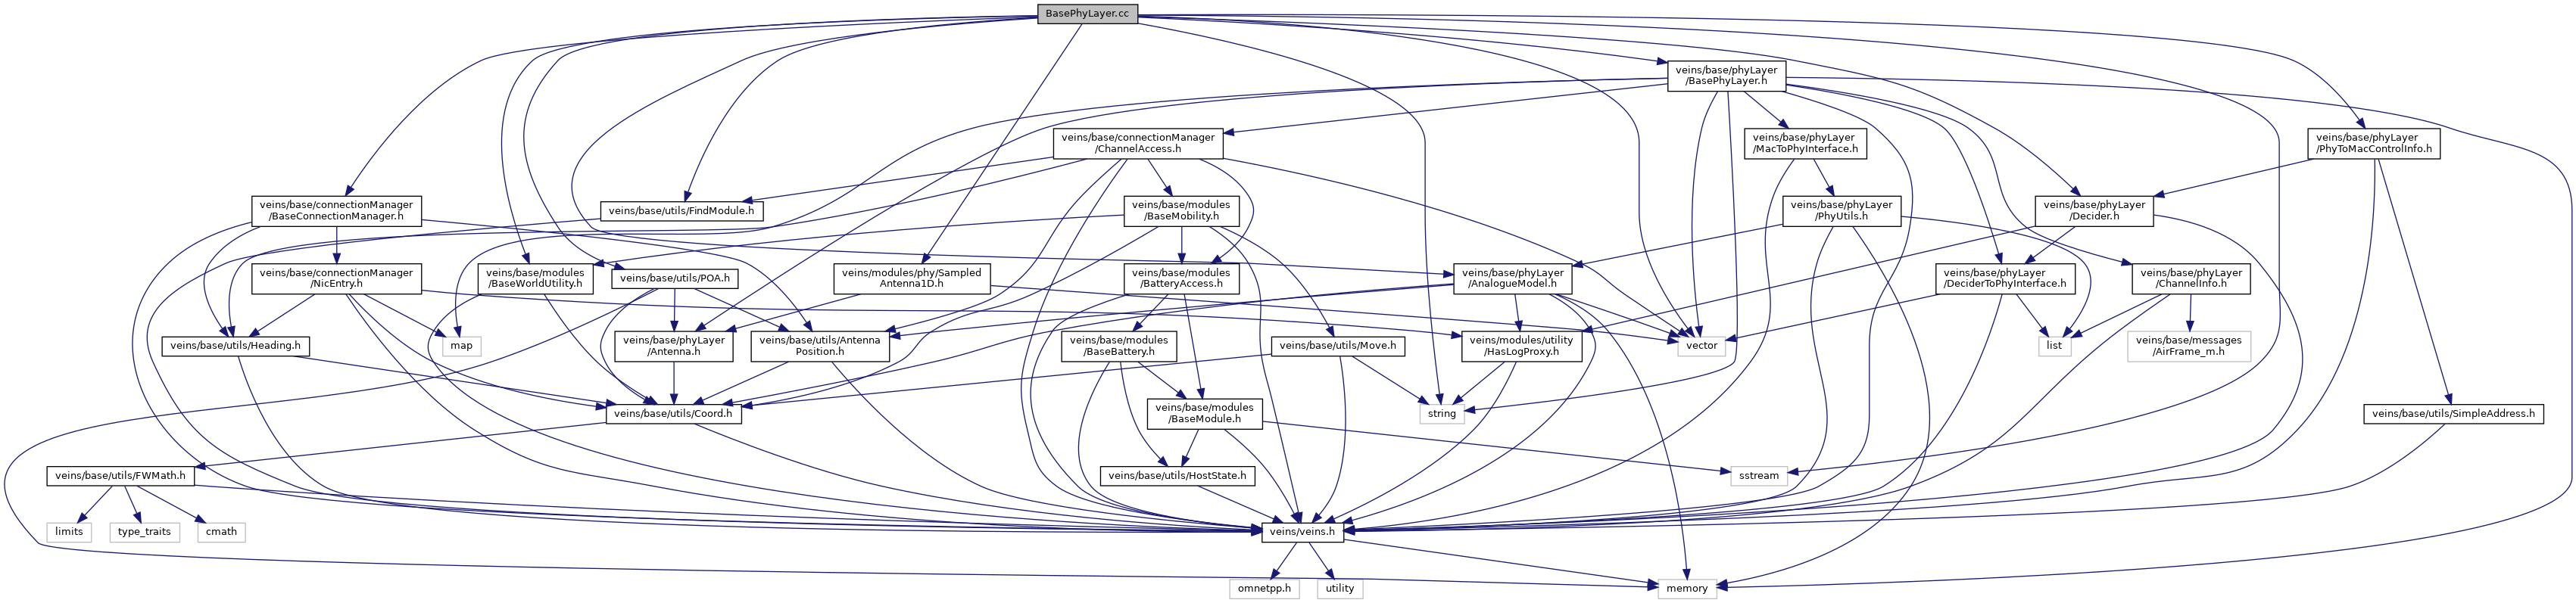 BasePhyLayer.cc
veins/base/phyLayer
/BasePhyLayer.h
veins/base/connectionManager
/ChannelAccess.h
veins/base/phyLayer
/MacToPhyInterface.h
veins/base/phyLayer
/PhyToMacControlInfo.h
veins/base/connectionManager
/BaseConnectionManager.h
veins/base/utils/FindModule.h
veins/base/modules
/BaseMobility.h
veins/base/phyLayer
/PhyUtils.h
veins/base/phyLayer
/Decider.h
veins/base/connectionManager
/NicEntry.h
veins/base/modules
/BaseWorldUtility.h
veins/base/utils/POA.h
veins/modules/phy/Sampled
Antenna1D.h
veins/base/modules
/BatteryAccess.h
veins/base/phyLayer
/AnalogueModel.h
veins/base/phyLayer
/DeciderToPhyInterface.h
veins/base/phyLayer
/ChannelInfo.h
veins/base/utils/Heading.h
map
veins/base/phyLayer
/Antenna.h
veins/base/utils/Antenna
Position.h
veins/base/modules
/BaseBattery.h
veins/base/utils/Move.h
veins/modules/utility
/HasLogProxy.h
vector
list
veins/base/messages
/AirFrame_m.h
veins/base/utils/Coord.h
veins/base/modules
/BaseModule.h
string
veins/base/utils/SimpleAddress.h
veins/base/utils/FWMath.h
veins/base/utils/HostState.h
sstream
limits
type_traits
cmath
veins/veins.h
omnetpp.h
utility
memory